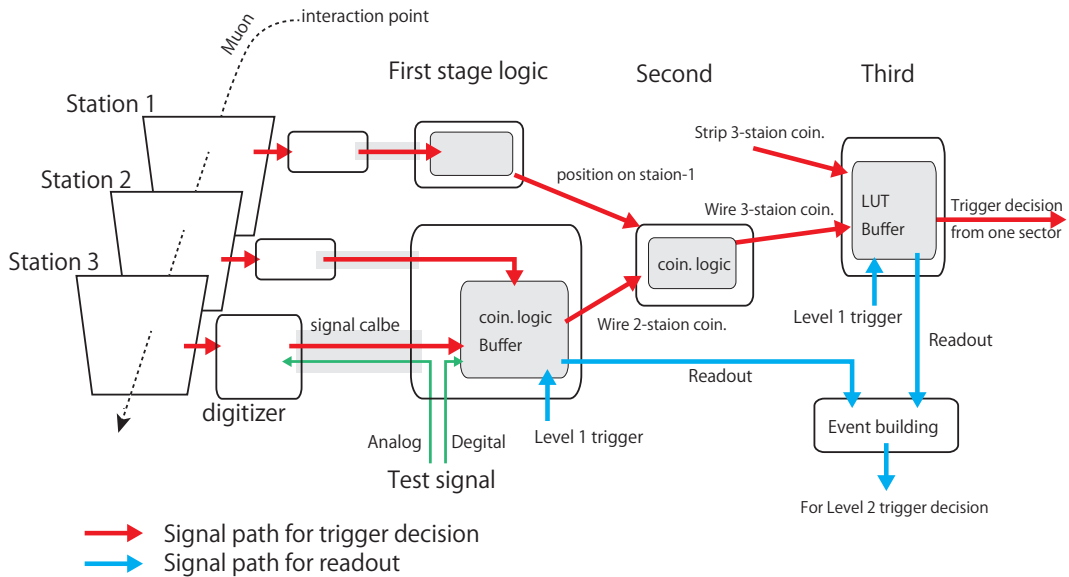 interaction point
Muon
First stage logic
Second
Third
Station 1
Station 2
Station 3
Strip 3-staion coin.
position on staion-1
Wire 3-staion coin.
LUT
Buffer
Trigger decision
from one sector
coin. logic
signal calbe
coin. logic
Buffer
Wire 2-staion coin.
Level 1 trigger
Readout
Readout
digitizer
Analog
Degital
Level 1 trigger
Event building
Test signal
For Level 2 trigger decision
Signal path for trigger decision
Signal path for readout